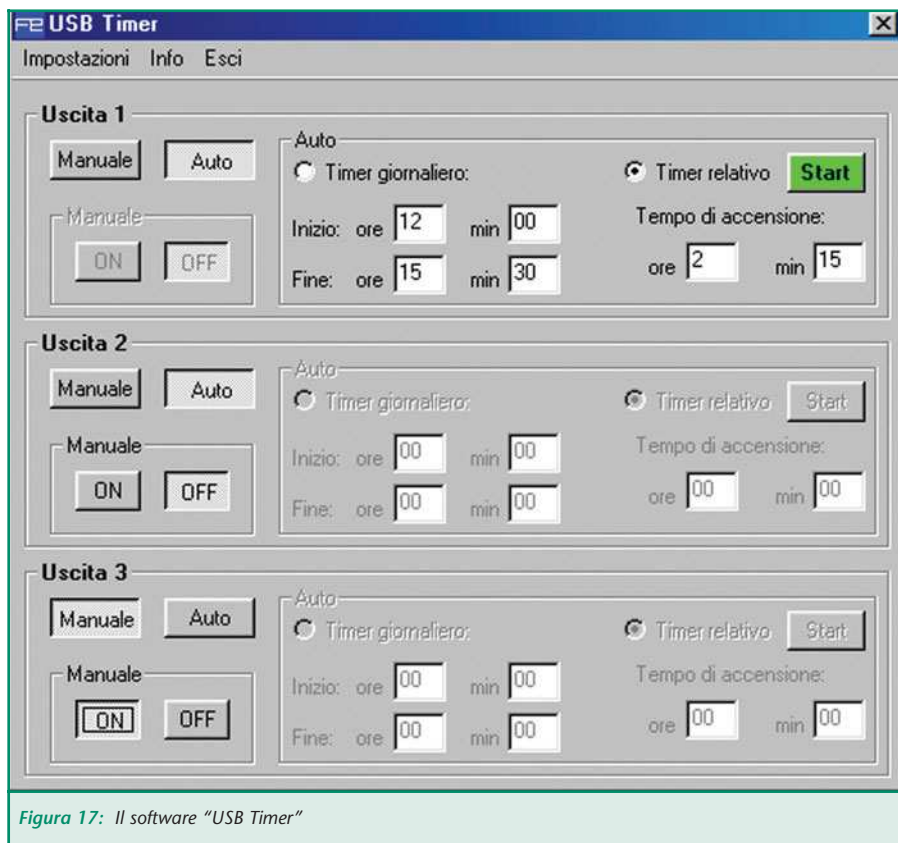 FE USB Timer
Impostazioni Info Esci
Uscita 1
Manuale Auto
Manuale
ON OFF
Auto
Timer giornaliero:
Inizio: ore 12 min 00
Fine: ore 15 min 30
Timer relativo Start
Tempo di accensione:
ore 2 min 15
Uscita 2
Manuale Auto
Manuale
ON OFF
Auto
Timer giornaliero:
Inizio: ore 00 min 00
Fine: ore 00 min 00
Timer relativo Start
Tempo di accensione:
ore 00 min 00
Uscita 3
Manuale Auto
Manuale
ON OFF
Auto
Timer giornaliero:
Inizio: ore 00 min 00
Fine: ore 00 min 00
Timer relativo Start
Tempo di accensione:
ore 00 min 00
Figura 17: Il software “USB Timer”